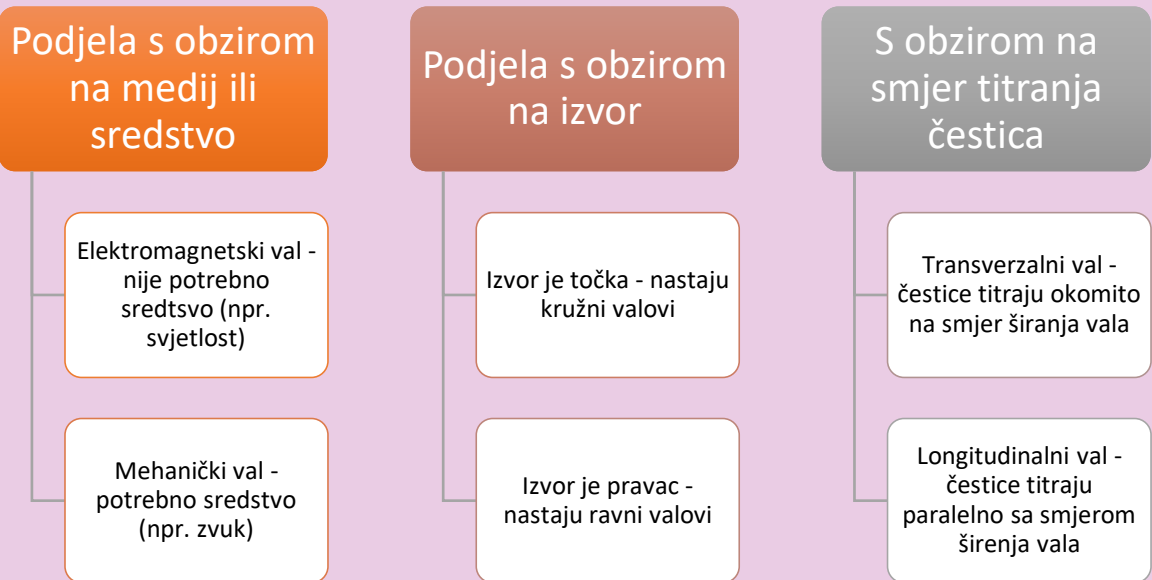 Podjela s obzirom
na medij ili
sredstvo
Elektromagnetski val -
nije potrebno
sredtsvo (npr.
svjetlost)
Mehanički val -
potrebno sredstvo
(npr. zvuk)
Podjela s obzirom
na izvor
Izvor je točka - nastaju
kružni valovi
Izvor je pravac -
nastaju ravni valovi
S obzirom na
smjer titranja
čestica
Transverzalni val -
čestice titraju okomito
na smjer širanja vala
Longitudinalni val -
čestice titraju
paralelno sa smjerom
širenja vala